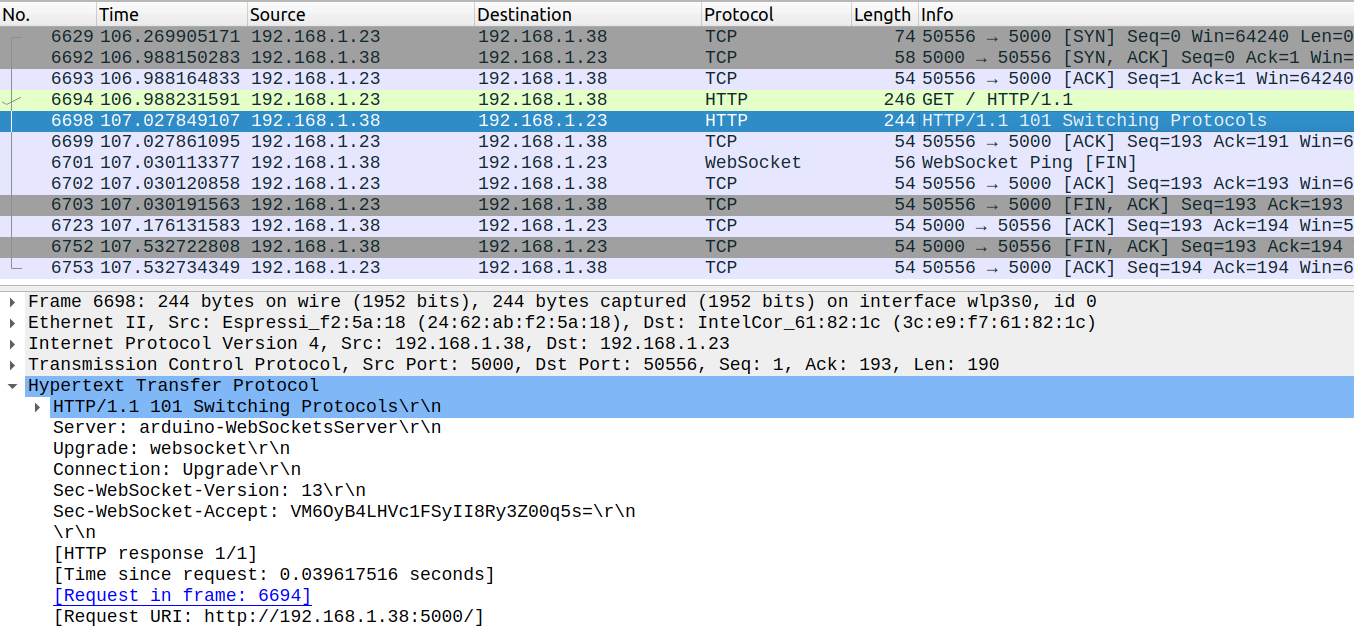 No. Time Source Destination Protocol Length Info
6629 106.269905171 192.168.1.23 192.168.1.38 TCP 74 50556 → 5000 [SYN] Seq=0 Win=64240 Len=0
6692 106.988150283 192.168.1.38 192.168.1.23 TCP 58 5000 → 50556 [SYN, ACK] Seq=0 Ack=1 Win=
6693 106.988164833 192.168.1.23 192.168.1.38 TCP 54 50556 → 5000 [ACK] Seq=1 Ack=1 Win=64240
6694 106.988231591 192.168.1.23 192.168.1.38 HTTP 246 GET / HTTP/1.1
6698 107.027849107 192.168.1.38 192.168.1.23 HTTP 244 HTTP/1.1 101 Switching Protocols
6699 107.027861095 192.168.1.23 192.168.1.38 TCP 54 50556 → 5000 [ACK] Seq=193 Ack=191 Win=6
6701 107.030113377 192.168.1.38 192.168.1.23 WebSocket 56 WebSocket Ping [FIN]
6702 107.030120858 192.168.1.23 192.168.1.38 TCP 54 50556 → 5000 [ACK] Seq=193 Ack=193 Win=6
6703 107.030191563 192.168.1.23 192.168.1.38 TCP 54 50556 → 5000 [FIN, ACK] Seq=193 Ack=193
6723 107.176131583 192.168.1.38 192.168.1.23 TCP 54 5000 → 50556 [ACK] Seq=193 Ack=194 Win=5
6752 107.532722808 192.168.1.38 192.168.1.23 TCP 54 5000 → 50556 [FIN, ACK] Seq=193 Ack=194
6753 107.532734349 192.168.1.23 192.168.1.38 TCP 54 50556 → 5000 [ACK] Seq=194 Ack=194 Win=6
Frame 6698: 244 bytes on wire (1952 bits), 244 bytes captured (1952 bits) on interface wlp3s0, id 0
Ethernet II, Src: Espressi_f2:5a:18 (24:62:ab:f2:5a:18), Dst: IntelCor_61:82:1c (3c:e9:f7:61:82:1c)
Internet Protocol Version 4, Src: 192.168.1.38, Dst: 192.168.1.23
Transmission Control Protocol, Src Port: 5000, Dst Port: 50556, Seq: 1, Ack: 193, Len: 190
Hypertext Transfer Protocol
HTTP/1.1 101 Switching Protocols\r\n
Server: arduino-WebSocketsServer\r\n
Upgrade: websocket\r\n
Connection: Upgrade\r\n
Sec-WebSocket-Version: 13\r\n
Sec-WebSocket-Accept: VM6OyB4LHVc1FSyII8Ry3Z00q5s=\r\n
\r\n
[HTTP response 1/1]
[Time since request: 0.039617516 seconds]
[Request in frame: 6694]
[Request URI: http://192.168.1.38:5000/]